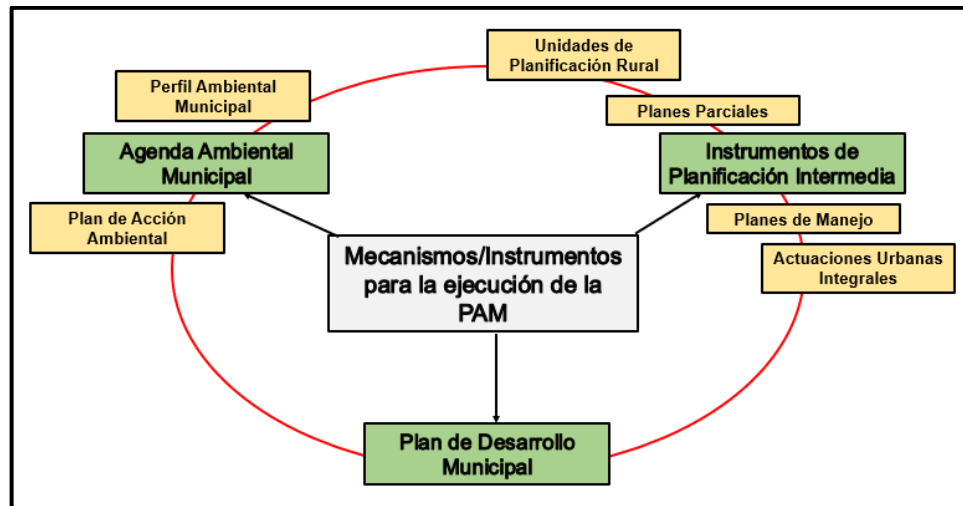 Unidades de
Planificación Rural
Perfil Ambiental
Municipal
Planes Parciales
Agenda Ambiental
Municipal
Instrumentos de
Planificación Intermedia
Plan de Acción
Ambiental
Planes de Manejo
Mecanismos/Instrumentos
para la ejecución de la
PAM
Actuaciones Urbanas
Integrales
Plan de Desarrollo
Municipal